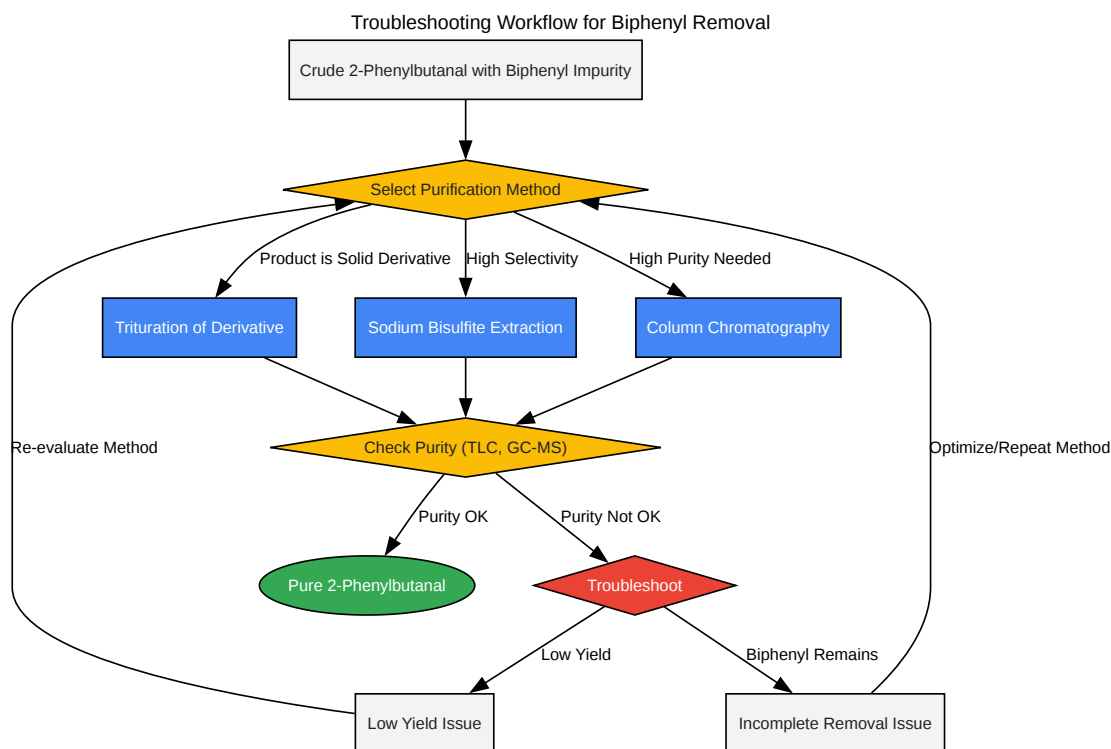 Troubleshooting Workflow for Biphenyl Removal
Crude 2-Phenylbutanal with Biphenyl Impurity
Select Purification Method
Product is Solid Derivative
High Selectivity
High Purity Needed
Trituration of Derivative
Sodium Bisulfite Extraction
Column Chromatography
Re-evaluate Method
Check Purity (TLC, GC-MS)
Optimize/Repeat Method
Purity OK
Purity Not OK
Pure 2-Phenylbutanal
Troubleshoot
Low Yield
Biphenyl Remains
Low Yield Issue
Incomplete Removal Issue